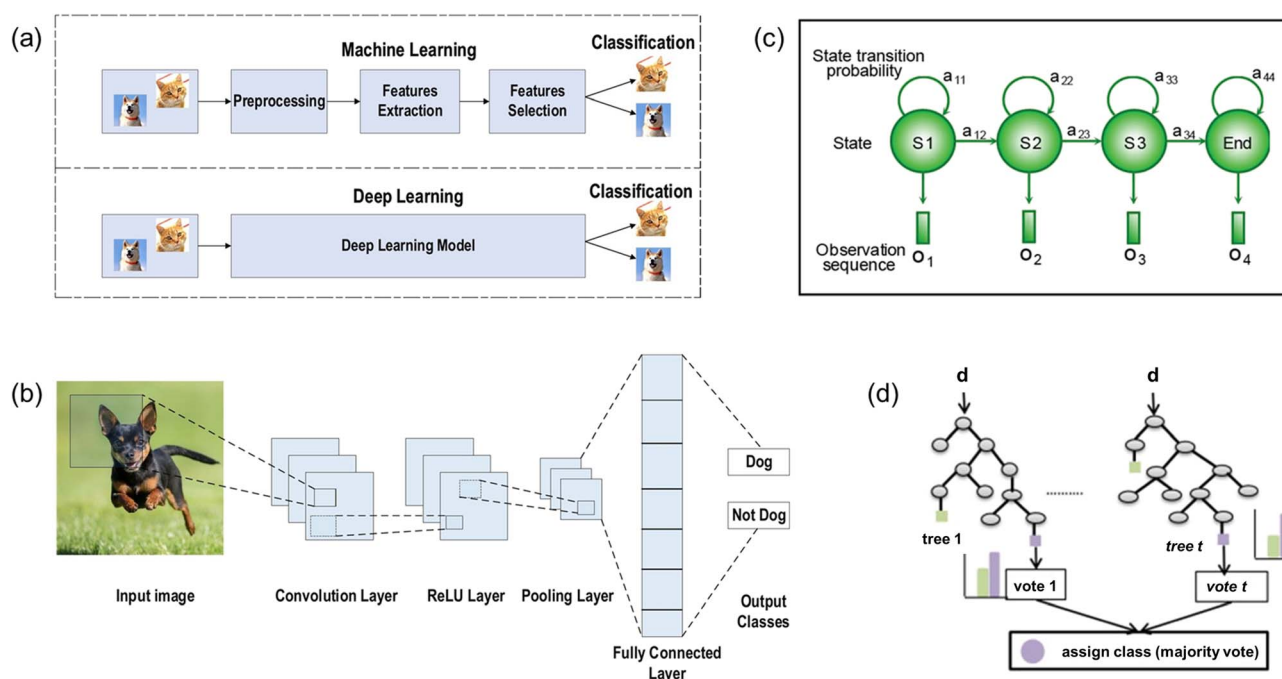 (a)
Machine Learning
Classification
Preprocessing
Features
Extraction
Features
Selection
Deep Learning
Classification
Deep Learning Model
(b)
Input image
Convolution Layer
ReLU Layer
Pooling Layer
Fully Connected
Layer
Dog
Not Dog
Output
Classes
(c)
State transition
probability
a11
a22
a33
a44
State
S1
a12
S2
a23
S3
a34
End
Observation
sequence
O1
O2
O3
O4
(d)
d
d
..........
tree 1
tree t
vote 1
vote t
assign class (majority vote)